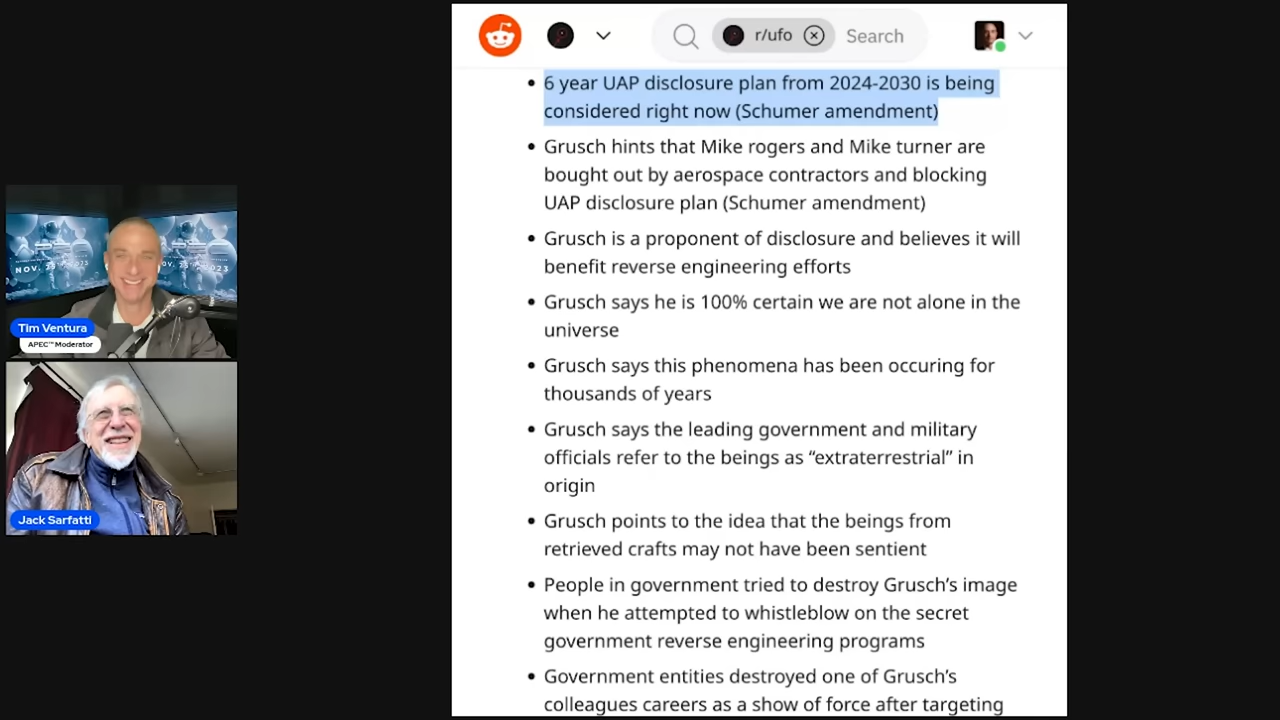 r/ufo
Search
6 year UAP disclosure plan from 2024-2030 is being
considered right now (Schumer amendment)
Grusch hints that Mike rogers and Mike turner are
bought out by aerospace contractors and blocking
UAP disclosure plan (Schumer amendment)
Grusch is a proponent of disclosure and believes it will
benefit reverse engineering efforts
Grusch says he is 100% certain we are not alone in the
universe
Grusch says this phenomena has been occuring for
thousands of years
Grusch says the leading government and military
officials refer to the beings as “extraterrestrial” in
origin
Grusch points to the idea that the beings from
retrieved crafts may not have been sentient
People in government tried to destroy Grusch’s image
when he attempted to whistleblow on the secret
government reverse engineering programs
Government entities destroyed one of Grusch’s
colleagues careers as a show of force after targeting
Tim Ventura
APEC™ Moderator
Jack Sarfatti